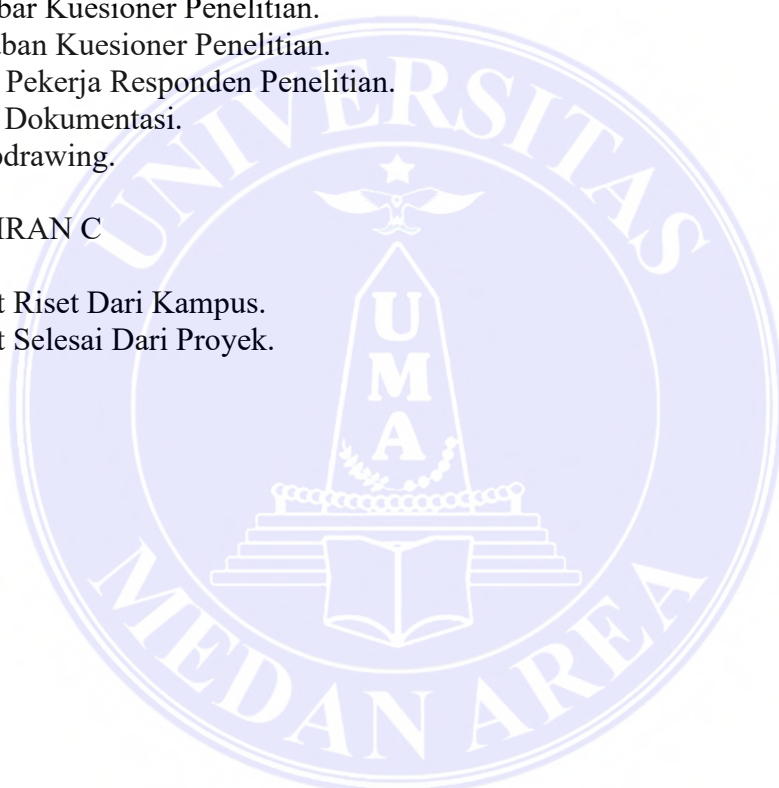 bar Kuesioner Penelitian.
ban Kuesioner Penelitian.
Pekerja Responden Penelitian.
Dokumentasi.
odrawing.
IRAN C
t Riset Dari Kampus.
t Selesai Dari Proyek.
UNIVERSITAS
U
M
A
MEDAN AREA